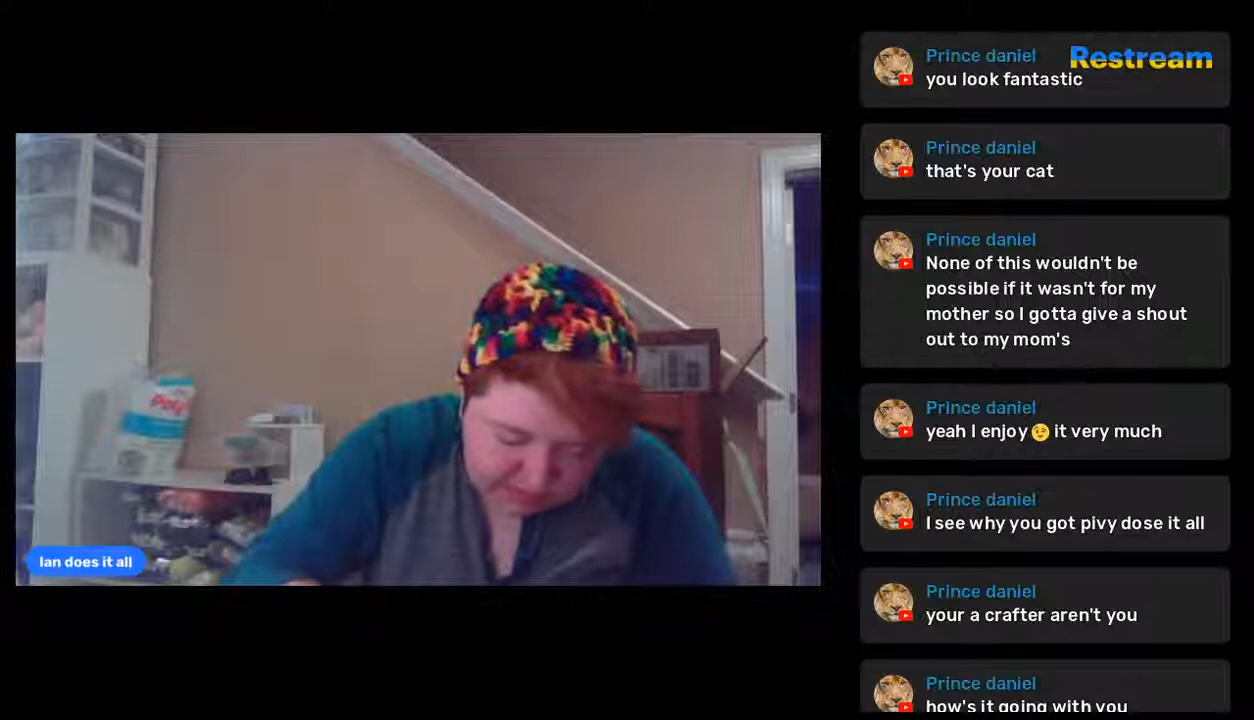 Prince daniel
Restream
you look fantastic
Prince daniel
that's your cat
Prince daniel
None of this wouldn't be
possible if it wasn't for my
mother so I gotta give a shout
out to my mom's
Prince daniel
yeah I enjoy 😉 it very much
Prince daniel
I see why you got pivy dose it all
Prince daniel
your a crafter aren't you
Prince daniel
how's it going with you
Poly
Ian does it all